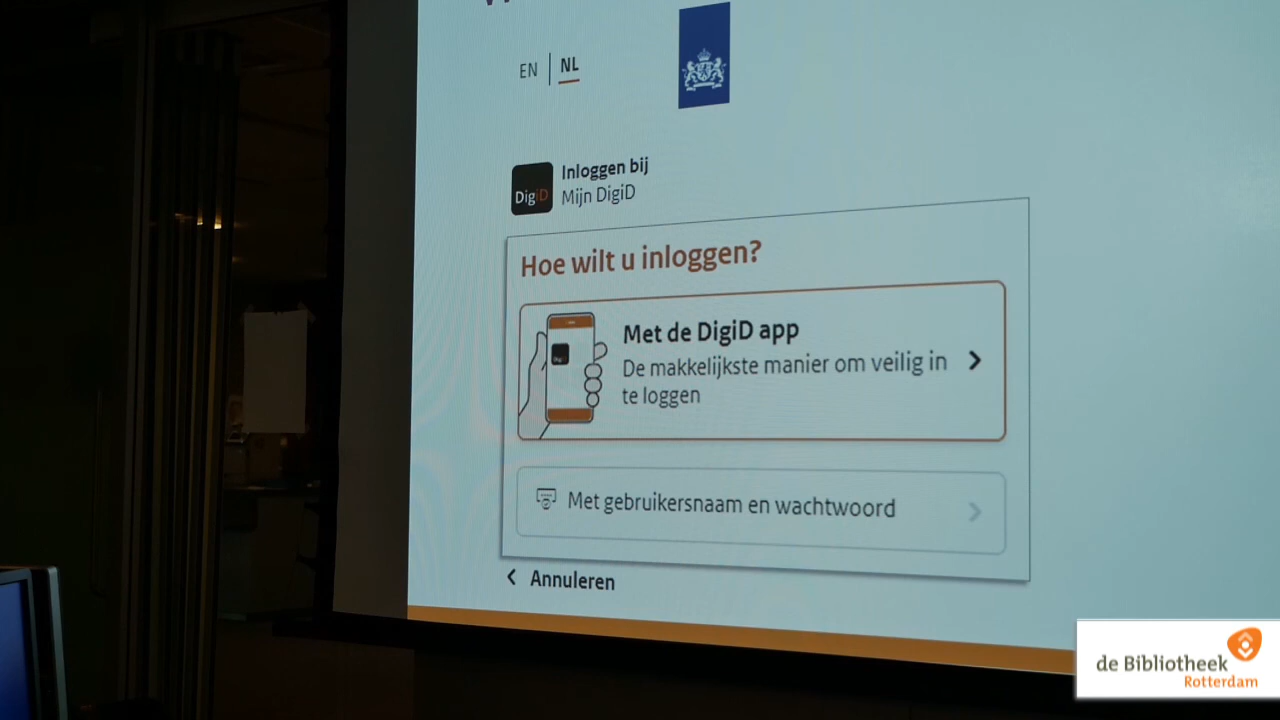 EN | NL
DigiD
Inloggen bij
Mijn DigiD
Hoe wilt u inloggen?
Met de DigiD app
De makkelijkste manier om veilig in
te loggen
Met gebruikersnaam en wachtwoord
Annuleren
de Bibliotheek
Rotterdam